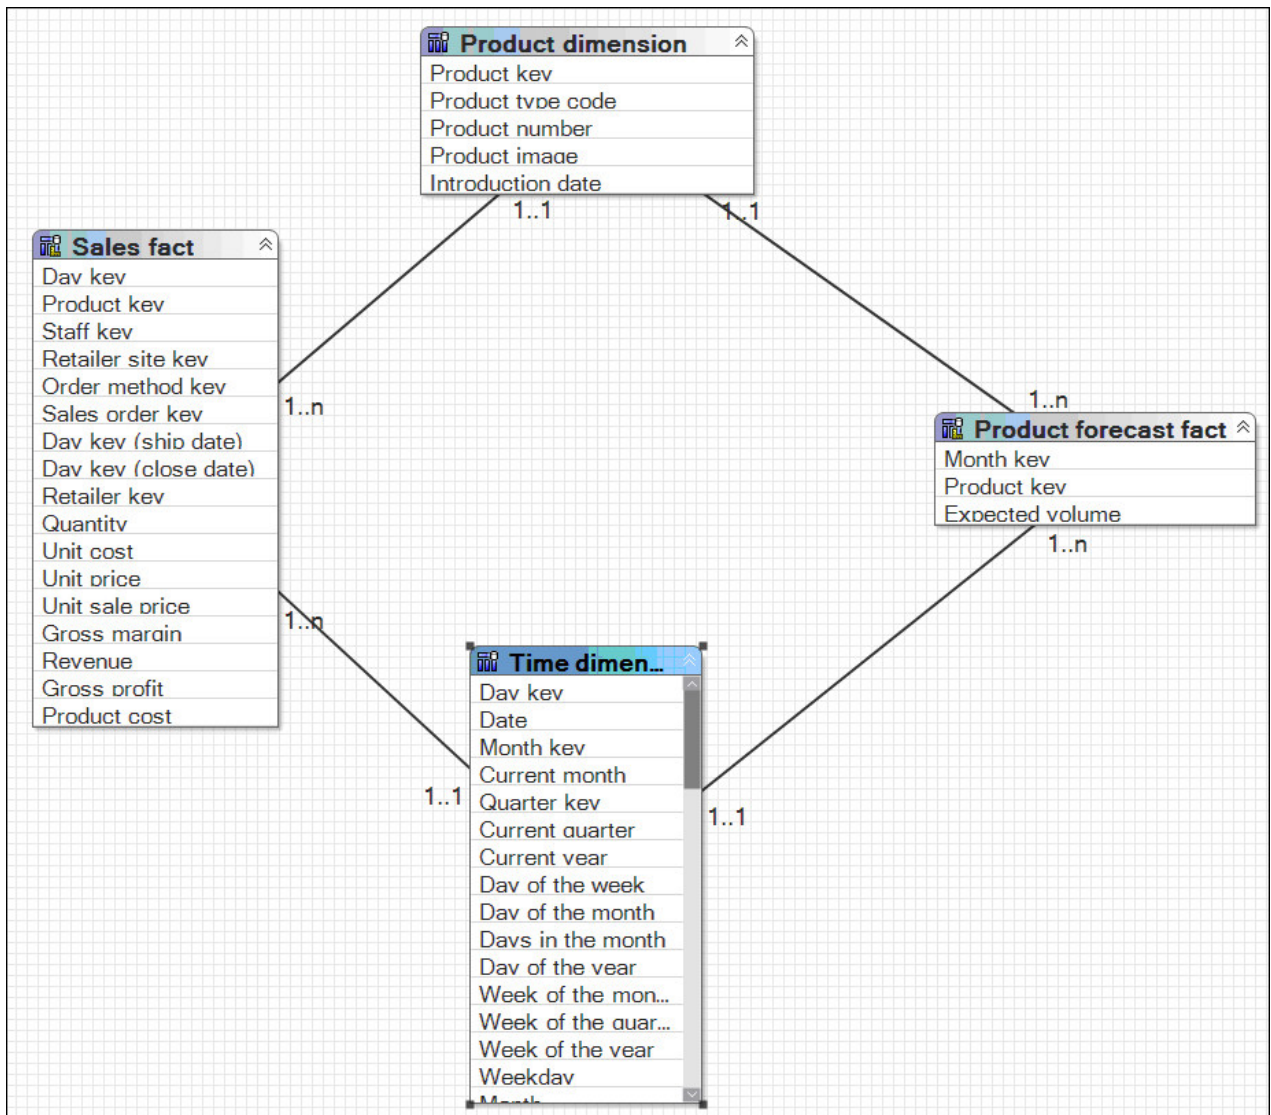 Product dimension
Product key
Product type code
Product number
Product image
Introduction date
1..1
1..1
Sales fact
Day key
Product key
Staff key
Retailer site key
Order method key
Sales order key
Day key (ship date)
Day key (close date)
Retailer key
Quantity
Unit cost
Unit price
Unit sale price
Gross margin
Revenue
Gross profit
Product cost
1..n
1..n
1..n
Product forecast fact
Month key
Product key
Expected volume
1..n
Time dimen...
Day key
Date
Month key
Current month
Quarter key
Current quarter
Current year
Day of the week
Day of the month
Days in the month
Day of the year
Week of the mon...
Week of the quar...
Week of the year
Weekday
Month
1..1
1..1